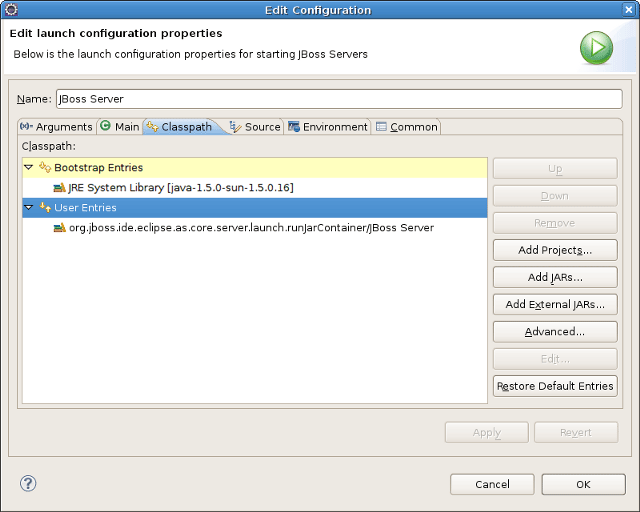 Edit Configuration
Edit launch configuration properties
Below is the launch configuration properties for starting JBoss Servers
Name: JBoss Server
Arguments Main Classpath Source Environment Common
Classpath:
Bootstrap Entries
JRE System Library [java-1.5.0-sun-1.5.0.16]
User Entries
org.jboss.ide.eclipse.as.core.server.launch.runJarContainer/JBoss Server
Up
Down
Remove
Add Projects...
Add JARs...
Add External JARs...
Advanced...
Edit...
Restore Default Entries
Apply Revert
Cancel OK